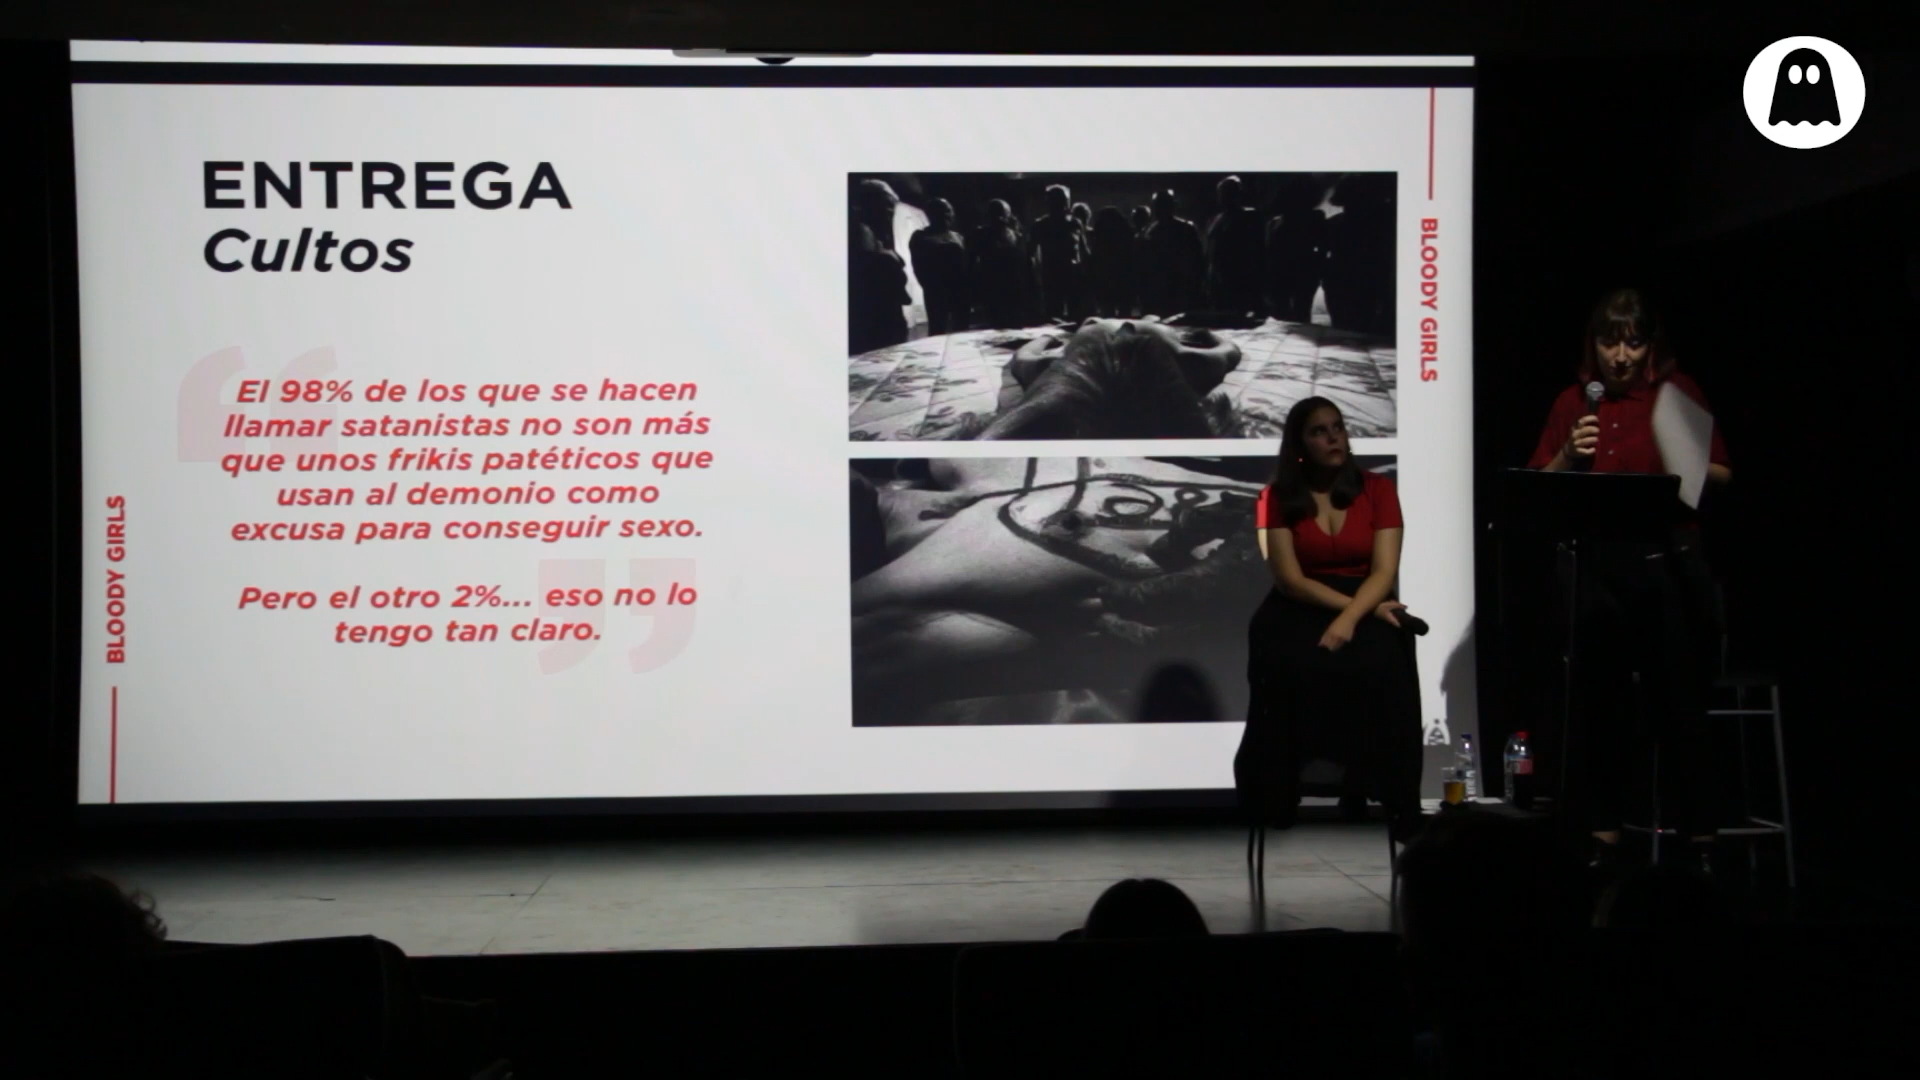 ENTREGA
Cultos
El 98% de los que se hacen
llamar satanistas no son más
que unos frikis patéticos que
usan al demonio como
excusa para conseguir sexo.
Pero el otro 2%... eso no lo
tengo tan claro.
BLOODY GIRLS
BLOODY GIRLS